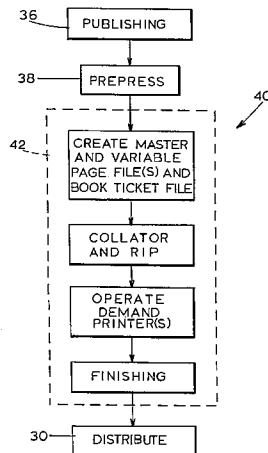 36
PUBLISHING
38
PREPRESS
40
42
CREATE MASTER
AND VARIABLE
PAGE FILE(S) AND
BOOK TICKET FILE
COLLATOR
AND RIP
OPERATE
DEMAND
PRINTER(S)
FINISHING
30
DISTRIBUTE